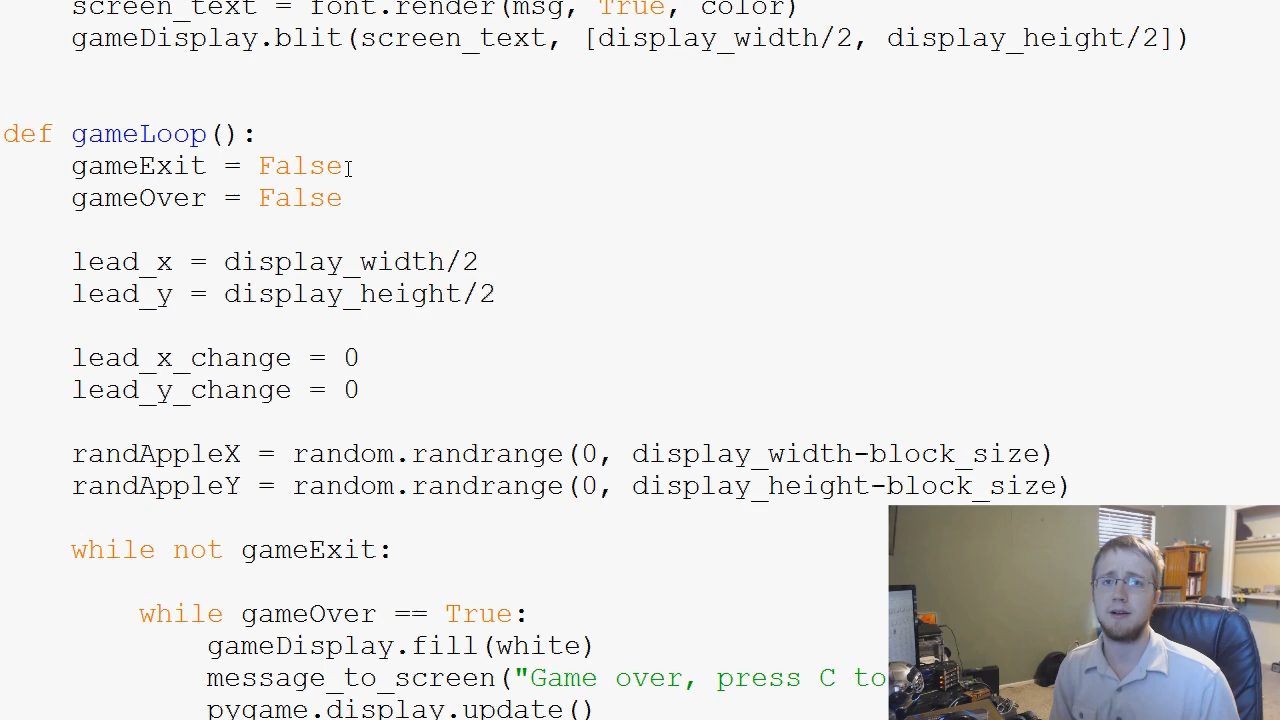 screen_text = font.render(msg, True, color)
gameDisplay.blit(screen_text, [display_width/2, display_height/2])
def gameLoop():
gameExit = False
gameOver = False
lead_x = display_width/2
lead_y = display_height/2
lead_x_change = 0
lead_y_change = 0
randAppleX = random.randrange(0, display_width-block_size)
randAppleY = random.randrange(0, display_height-block_size)
while not gameExit:
while gameOver == True:
gameDisplay.fill(white)
message_to_screen("Game over, press C to
pygame.display.update()